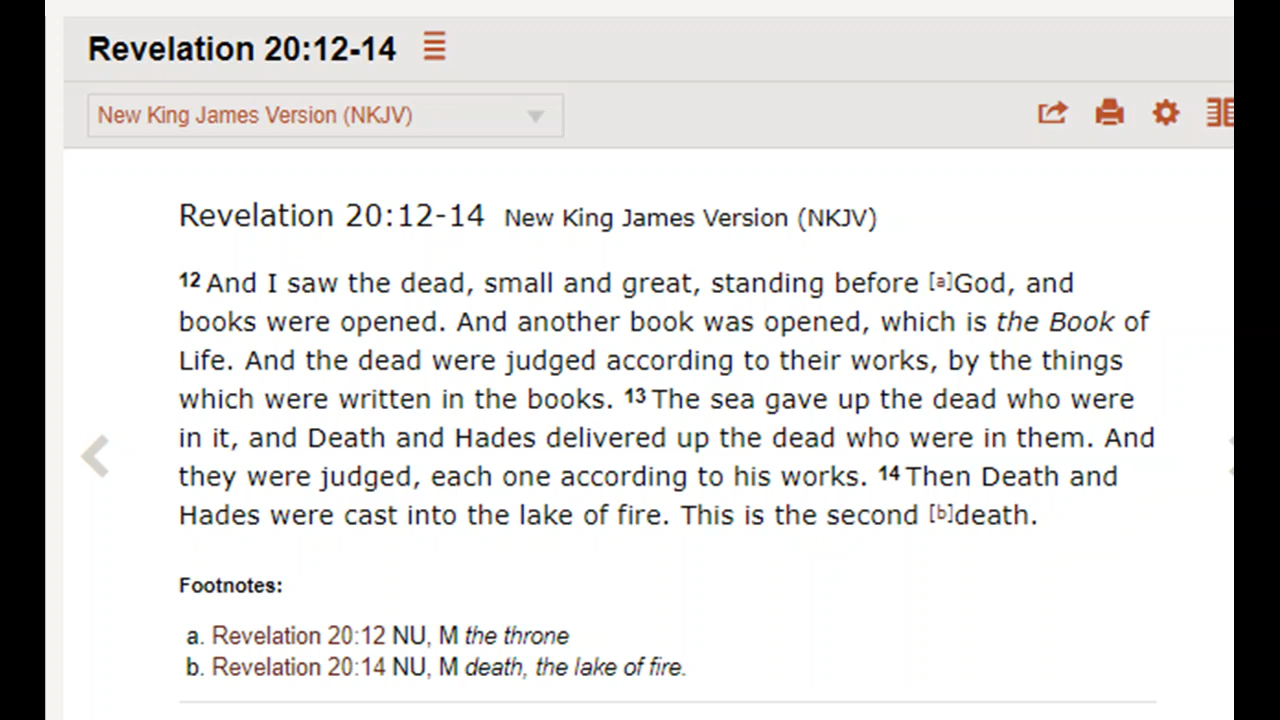 Revelation 20:12-14
New King James Version (NKJV)
Revelation 20:12-14 New King James Version (NKJV)
12 And I saw the dead, small and great, standing before [a]God, and
books were opened. And another book was opened, which is the Book of
Life. And the dead were judged according to their works, by the things
which were written in the books. 13 The sea gave up the dead who were
in it, and Death and Hades delivered up the dead who were in them. And
they were judged, each one according to his works. 14 Then Death and
Hades were cast into the lake of fire. This is the second [b]death.
Footnotes:
a. Revelation 20:12 NU, M the throne
b. Revelation 20:14 NU, M death, the lake of fire.